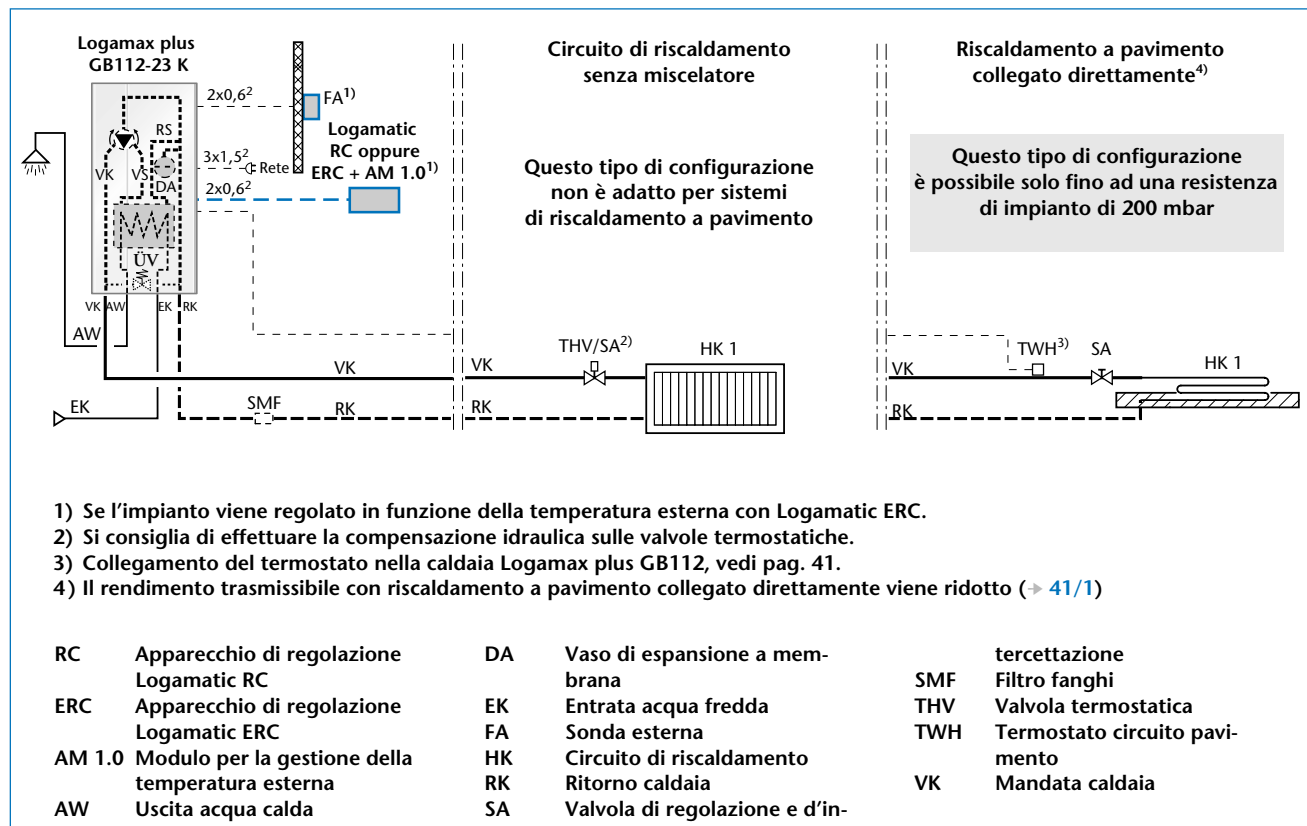 Logamax plus
GB112-23 K
Circuito di riscaldamento
senza miscelatore
Riscaldamento a pavimento
collegato direttamente4)
2x0,6²
FA1)
RS
Logamatic
RC oppure
ERC + AM 1.01)
3x1,5²
Rete
VK
VS
DA
2x0,6²
Questo tipo di configurazione
non è adatto per sistemi
di riscaldamento a pavimento
Questo tipo di configurazione
è possibile solo fino ad una resistenza
di impianto di 200 mbar
ÜV
VK AW EK RK
AW
THV/SA2)
HK 1
TWH3)
SA
HK 1
VK
VK
VK
EK
SMF
RK
RK
RK
1) Se l'impianto viene regolato in funzione della temperatura esterna con Logamatic ERC.
2) Si consiglia di effettuare la compensazione idraulica sulle valvole termostatiche.
3) Collegamento del termostato nella caldaia Logamax plus GB112, vedi pag. 41.
4) Il rendimento trasmissibile con riscaldamento a pavimento collegato direttamente viene ridotto (→ 41/1)
RC Apparecchio di regolazione
Logamatic RC
ERC Apparecchio di regolazione
Logamatic ERC
AM 1.0 Modulo per la gestione della
temperatura esterna
AW Uscita acqua calda
DA Vaso di espansione a mem-
brana
EK Entrata acqua fredda
FA Sonda esterna
HK Circuito di riscaldamento
RK Ritorno caldaia
SA Valvola di regolazione e d'in-
tercettazione
SMF Filtro fanghi
THV Valvola termostatica
TWH Termostato circuito pavi-
mento
VK Mandata caldaia